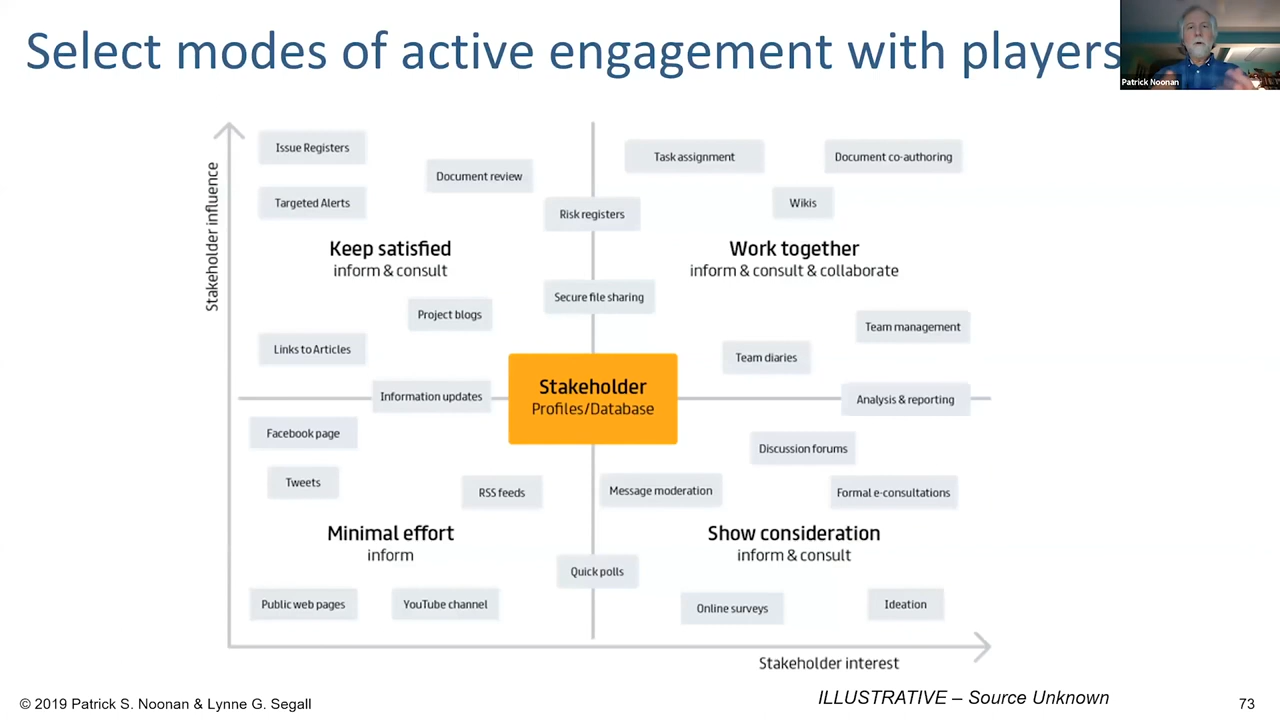 Select modes of active engagement with players
Patrick Noonan
Stakeholder influence
Issue Registers
Document review
Targeted Alerts
Risk registers
Task assignment
Document co-authoring
Wikis
Keep satisfied
inform & consult
Work together
inform & consult & collaborate
Secure file sharing
Project blogs
Links to Articles
Team management
Team diaries
Information updates
Stakeholder
Profiles/Database
Analysis & reporting
Facebook page
Tweets
RSS feeds
Discussion forums
Message moderation
Formal e-consultations
Minimal effort
inform
Show consideration
inform & consult
Quick polls
Public web pages
YouTube channel
Online surveys
Ideation
Stakeholder interest
© 2019 Patrick S. Noonan & Lynne G. Segall
ILLUSTRATIVE – Source Unknown
73